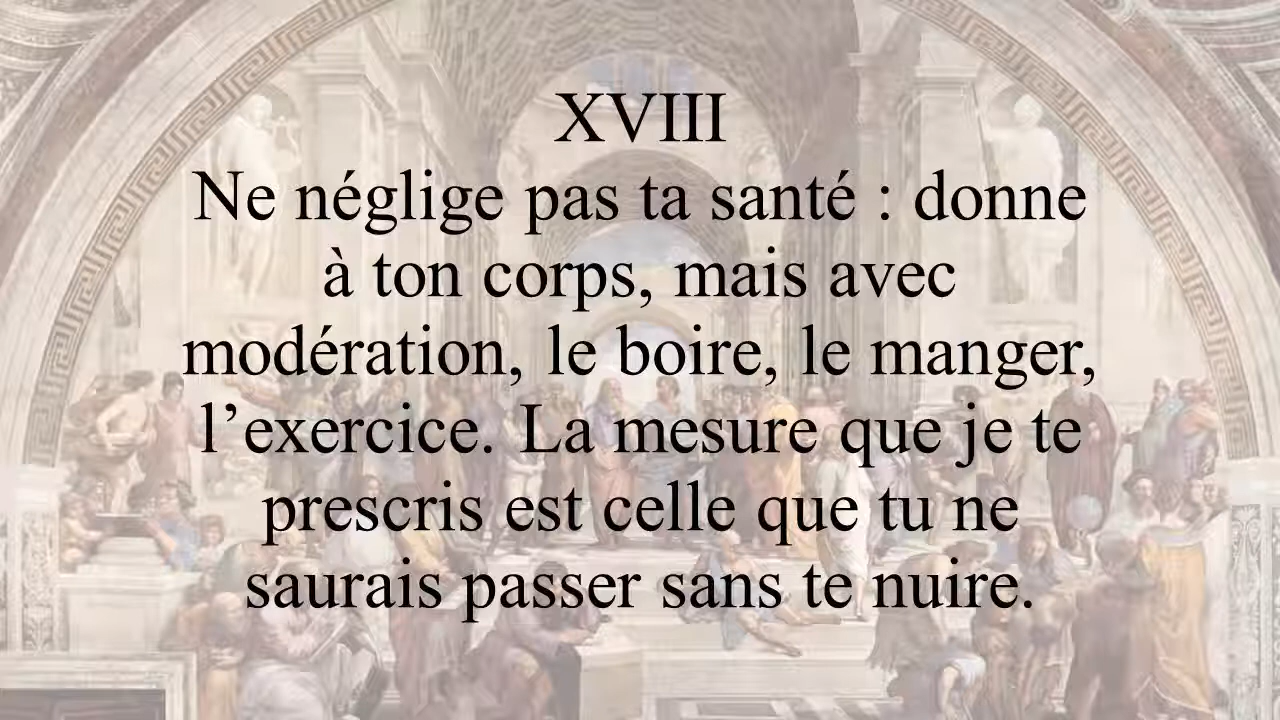 XVIII
Ne néglige pas ta santé : donne
à ton corps, mais avec
modération, le boire, le manger,
l’exercice. La mesure que je te
prescris est celle que tu ne
saurais passer sans te nuire.